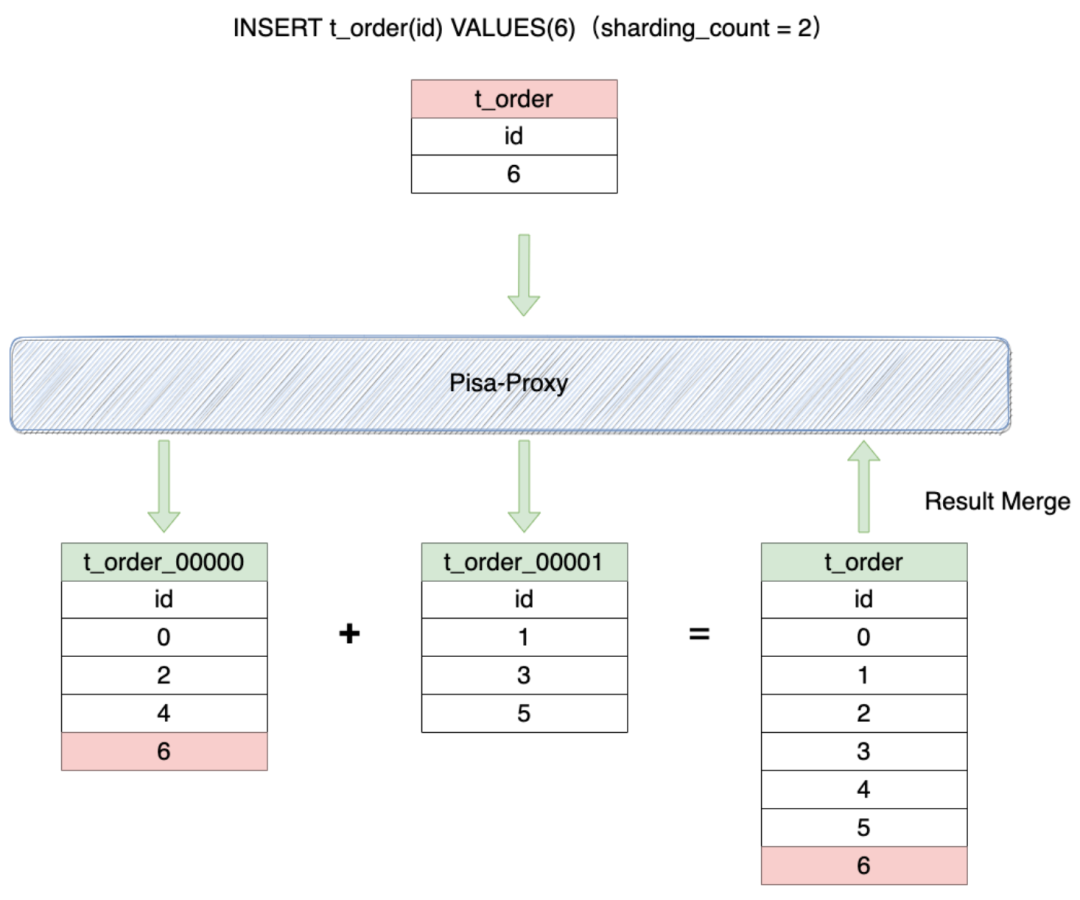 INSERT t_order(id) VALUES(6)（sharding_count = 2）
t_order
id
6
Pisa-Proxy
Result Merge
t_order_00000
id
0
2
4
6
+
t_order_00001
id
1
3
5
=
t_order
id
0
1
2
3
4
5
6